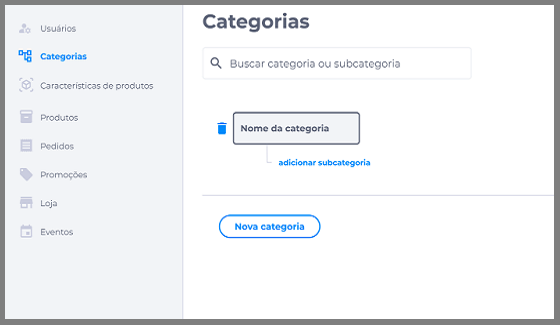 Usuários
Categorias
Características de produtos
Produtos
Pedidos
Promoções
Loja
Eventos
Categorias
Buscar categoria ou subcategoria
Nome da categoria
adicionar subcategoria
Nova categoria